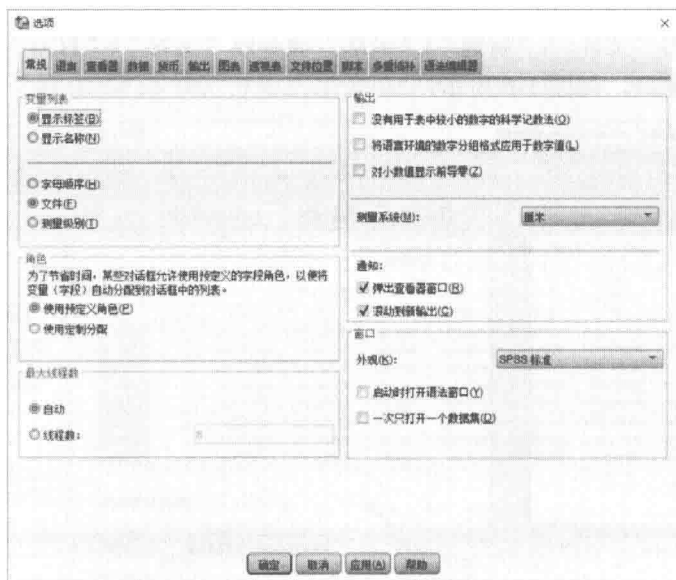 选项
常规 语言 查看器 数据 货币 输出 图表 透视表 文件位置 脚本 多重插补 语法编辑器
变量列表
显示标签(B)
显示名称(N)
字母顺序(H)
文件(F)
测量级别(T)
角色
为了节省时间，某些对话框允许使用预定义的字段角色，以便将
变量（字段）自动分配到对话框中的列表。
使用预定义角色(P)
使用定制分配
最大线程数
自动
线程数：
输出
没有用于表中较小的数字的科学记数法(O)
将语言环境的数字分组格式应用于数字值(L)
对小数值显示前导零(Z)
测量系统(M)：
厘米
通知：
弹出查看器窗口(R)
滚动到新输出(C)
窗口
外观(K)：
SPSS 标准
启动时打开语法窗口(Y)
一次只打开一个数据集(D)
确定 取消 应用(A) 帮助